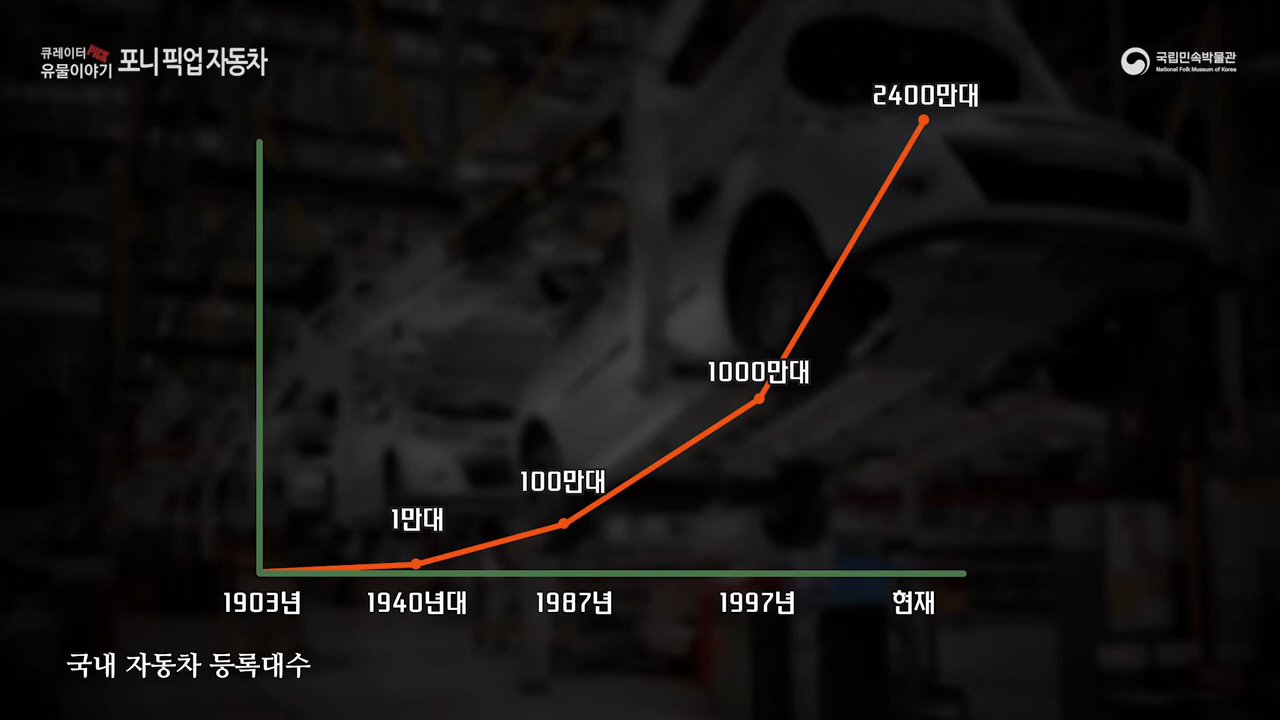 큐레이터PICK
유물이야기 포니 픽업 자동차
국립민속박물관
National Folk Museum of Korea
2400만대
1000만대
100만대
1만대
1903년 1940년대 1987년 1997년 현재
국내 자동차 등록대수